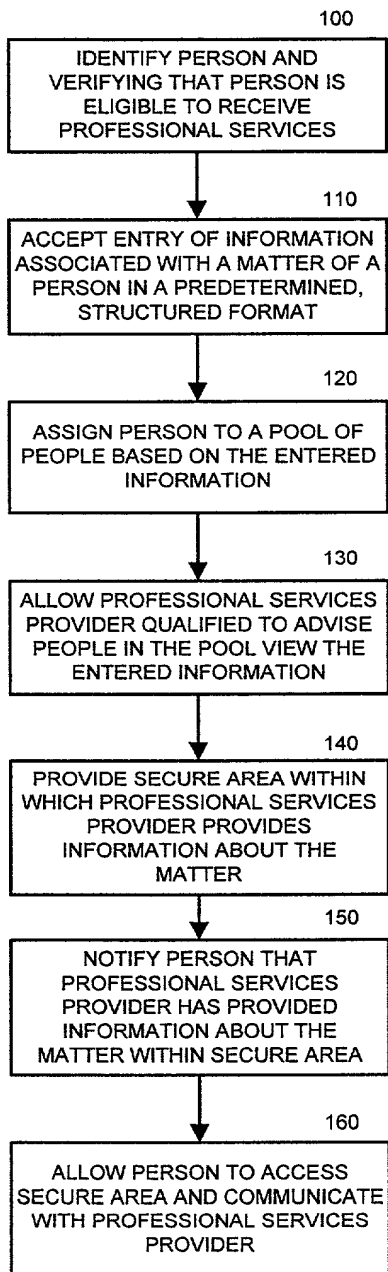 100
IDENTIFY PERSON AND
VERIFYING THAT PERSON IS
ELIGIBLE TO RECEIVE
PROFESSIONAL SERVICES
110
ACCEPT ENTRY OF INFORMATION
ASSOCIATED WITH A MATTER OF A
PERSON IN A PREDETERMINED,
STRUCTURED FORMAT
120
ASSIGN PERSON TO A POOL OF
PEOPLE BASED ON THE ENTERED
INFORMATION
130
ALLOW PROFESSIONAL SERVICES
PROVIDER QUALIFIED TO ADVISE
PEOPLE IN THE POOL VIEW THE
ENTERED INFORMATION
140
PROVIDE SECURE AREA WITHIN
WHICH PROFESSIONAL SERVICES
PROVIDER PROVIDES
INFORMATION ABOUT THE
MATTER
150
NOTIFY PERSON THAT
PROFESSIONAL SERVICES
PROVIDER HAS PROVIDED
INFORMATION ABOUT THE
MATTER WITHIN SECURE AREA
160
ALLOW PERSON TO ACCESS
SECURE AREA AND COMMUNICATE
WITH PROFESSIONAL SERVICES
PROVIDER